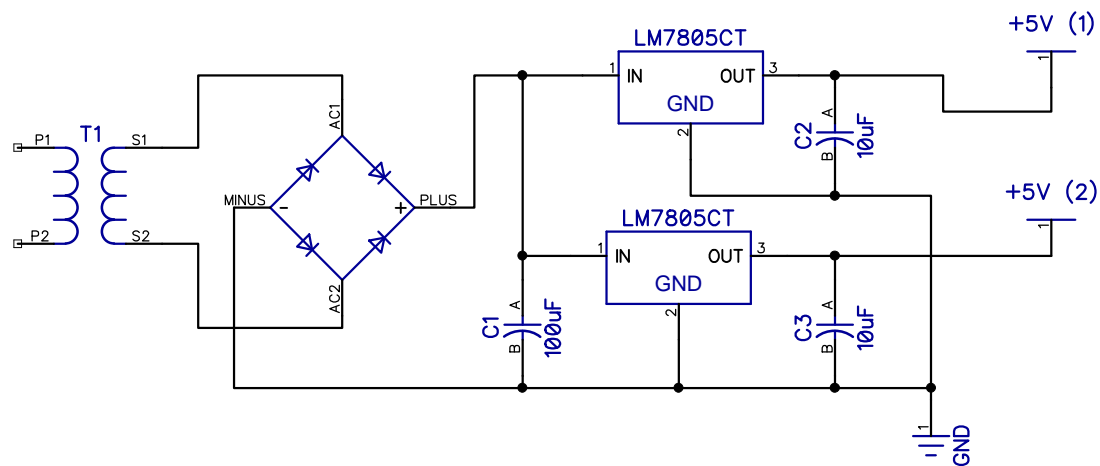 +5V (1)
LM7805CT
1 IN OUT 3
GND
2
1
AC1
T1
P1 S1
A
C2 10uF
B
+5V (2)
1
MINUS - + PLUS
LM7805CT
1 IN OUT 3
GND
2
P2 S2
AC2
A
C1 100uF
B
A
C3 10uF
B
1
GND